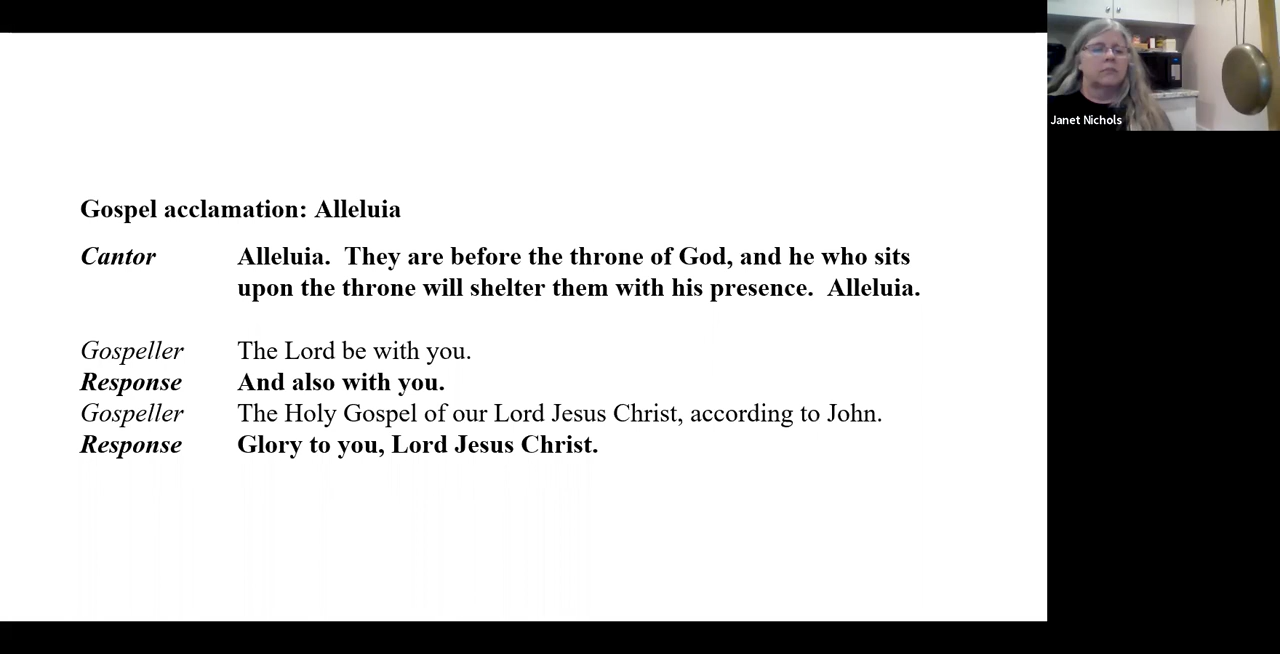 Gospel acclamation: Alleluia
Cantor Alleluia. They are before the throne of God, and he who sits
upon the throne will shelter them with his presence. Alleluia.
Gospeller The Lord be with you.
Response And also with you.
Gospeller The Holy Gospel of our Lord Jesus Christ, according to John.
Response Glory to you, Lord Jesus Christ.
Janet Nichols